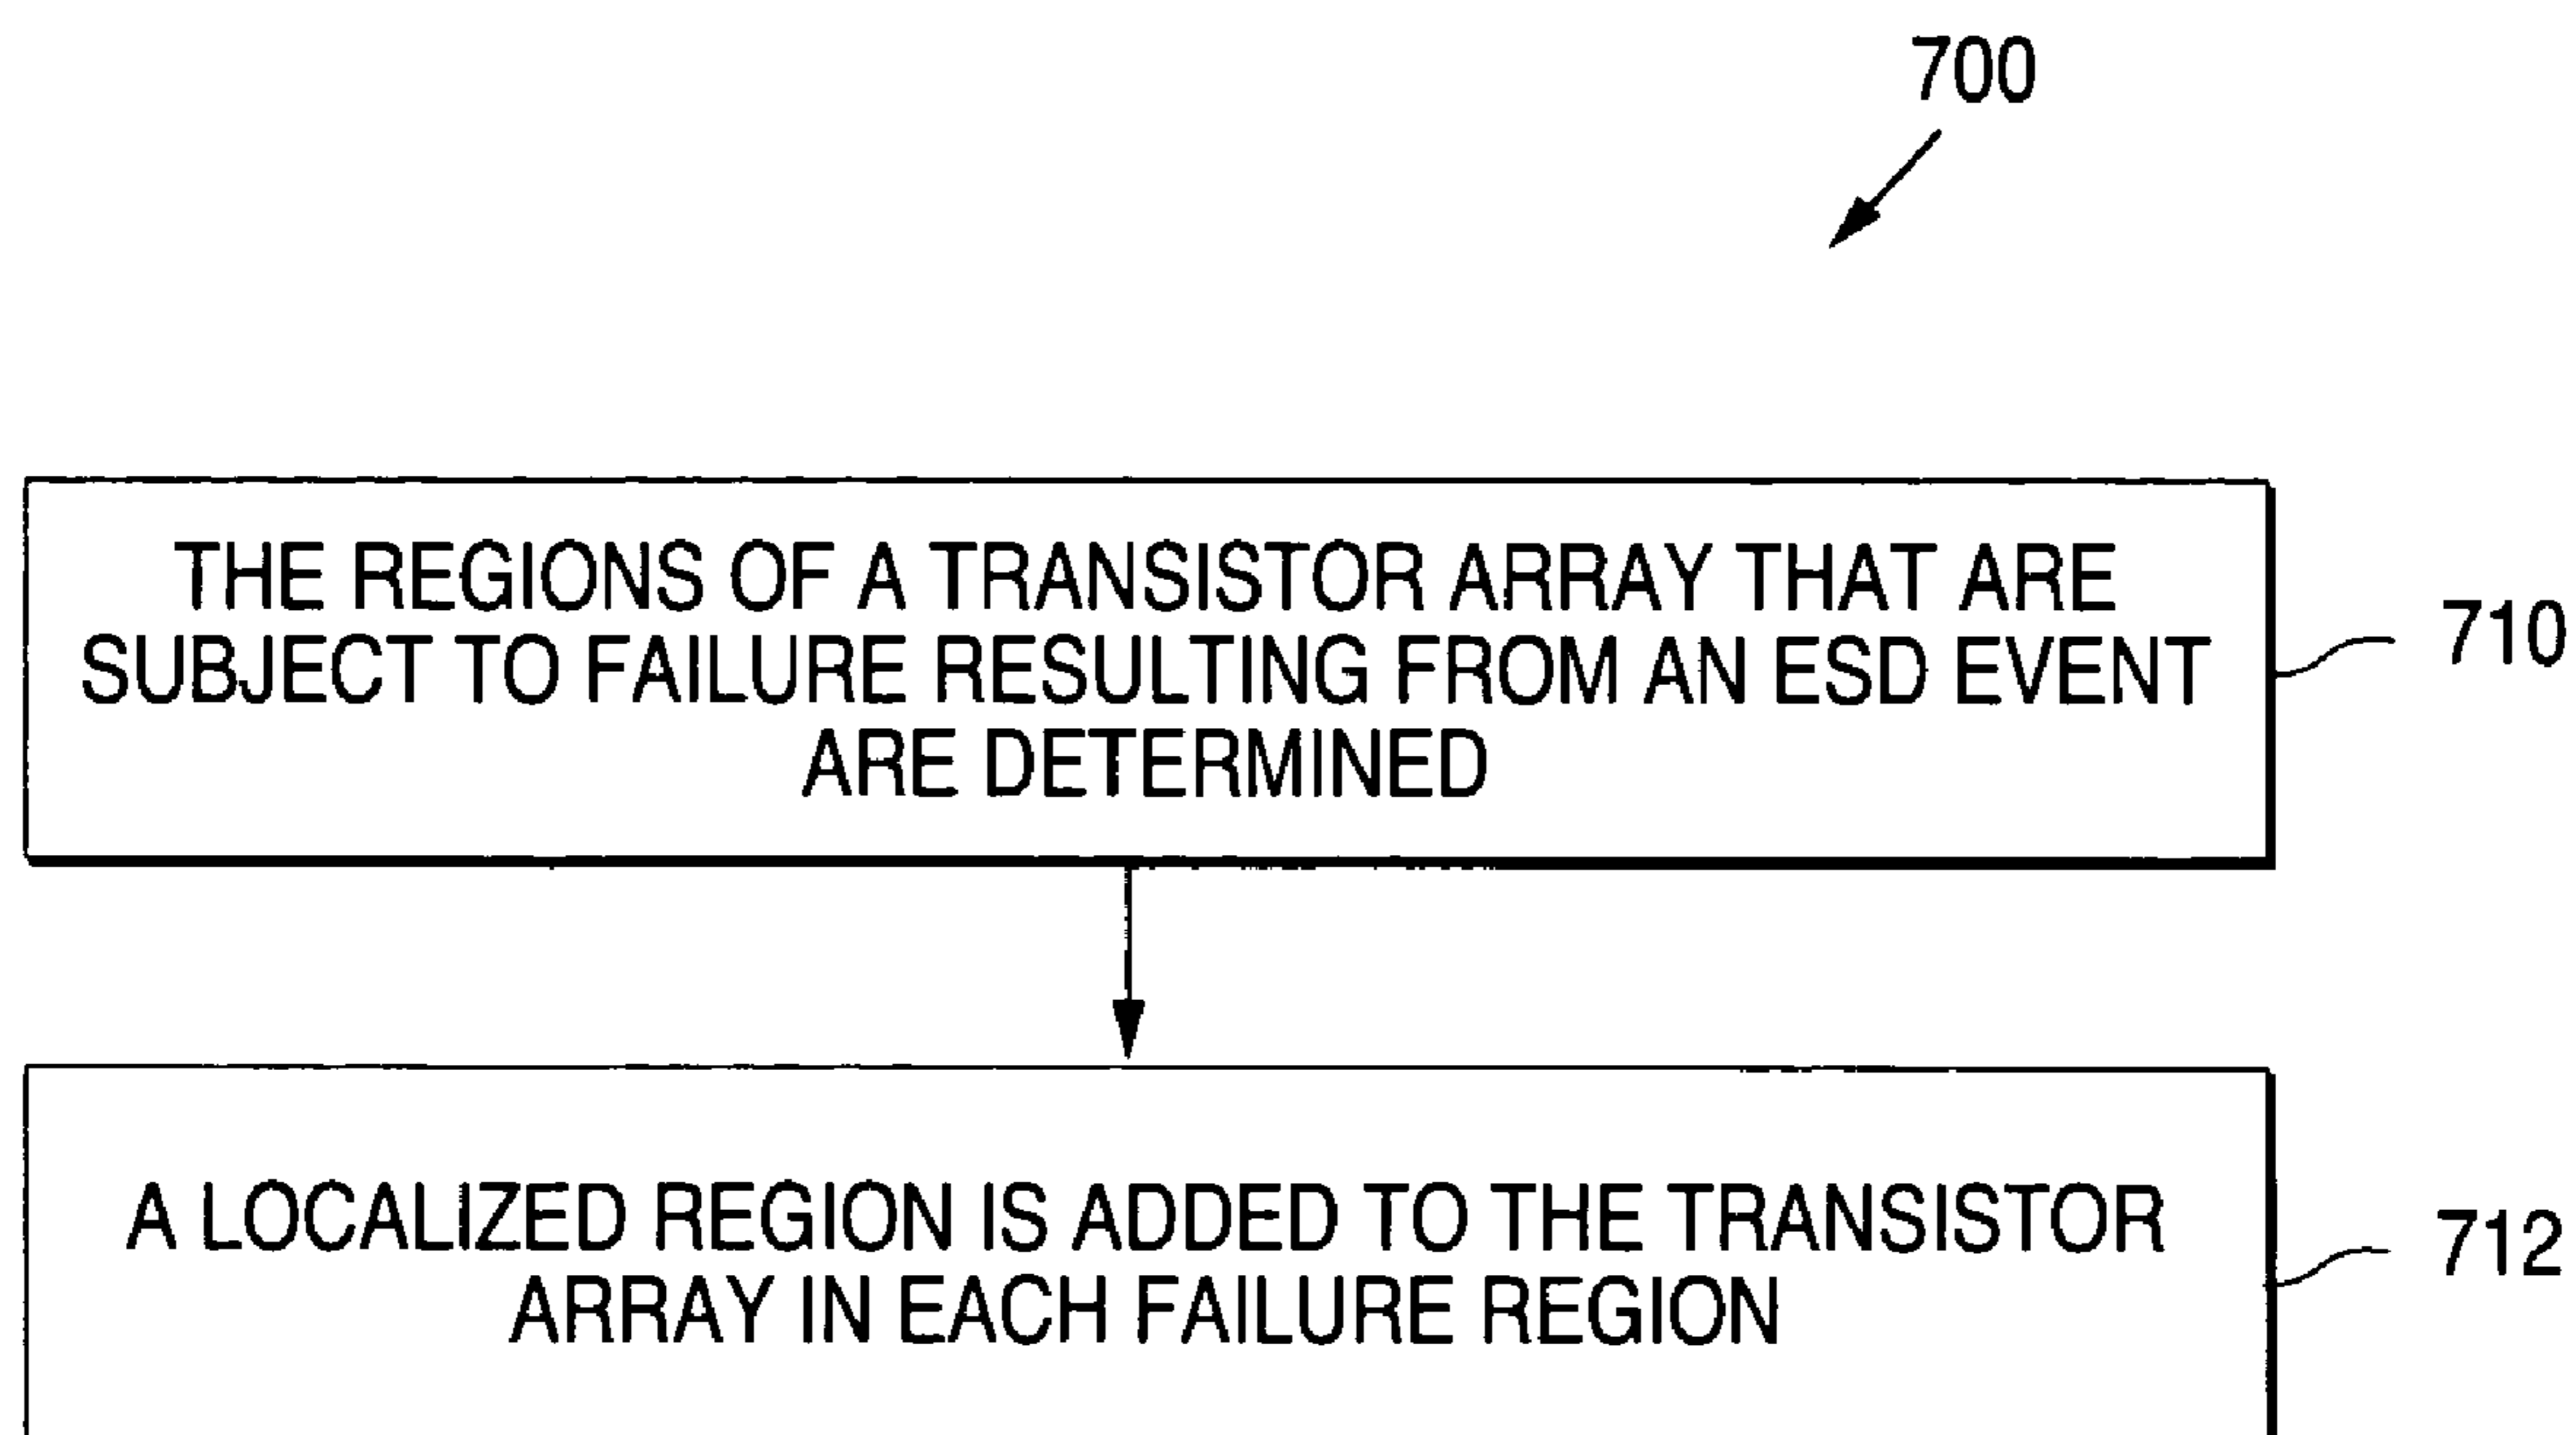 700
THE REGIONS OF A TRANSISTOR ARRAY THAT ARE
SUBJECT TO FAILURE RESULTING FROM AN ESD EVENT
ARE DETERMINED
710
A LOCALIZED REGION IS ADDED TO THE TRANSISTOR
ARRAY IN EACH FAILURE REGION
712